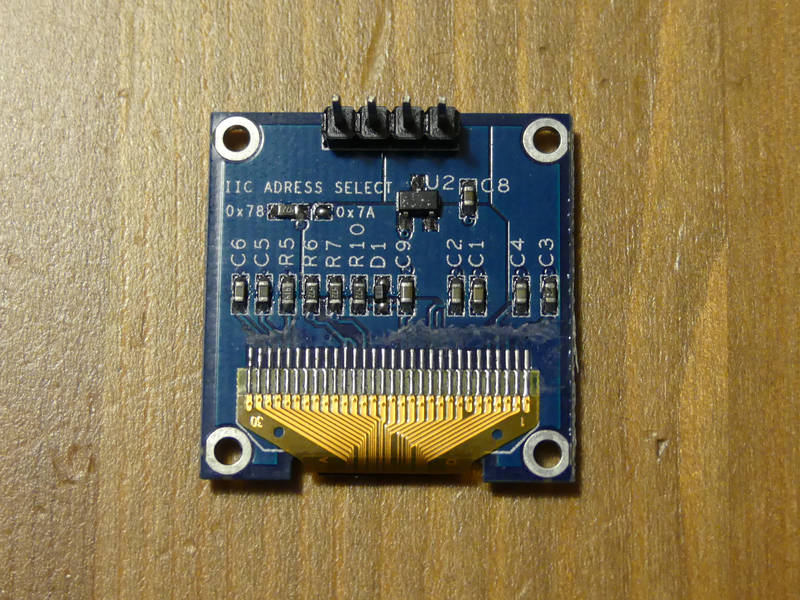 IIC ADRESS SELECT
U2 C8
0x78 0x7A
C6 C5 R5 R6 R7 R10 D1 C9 C2 C1 C4 C3
30 1